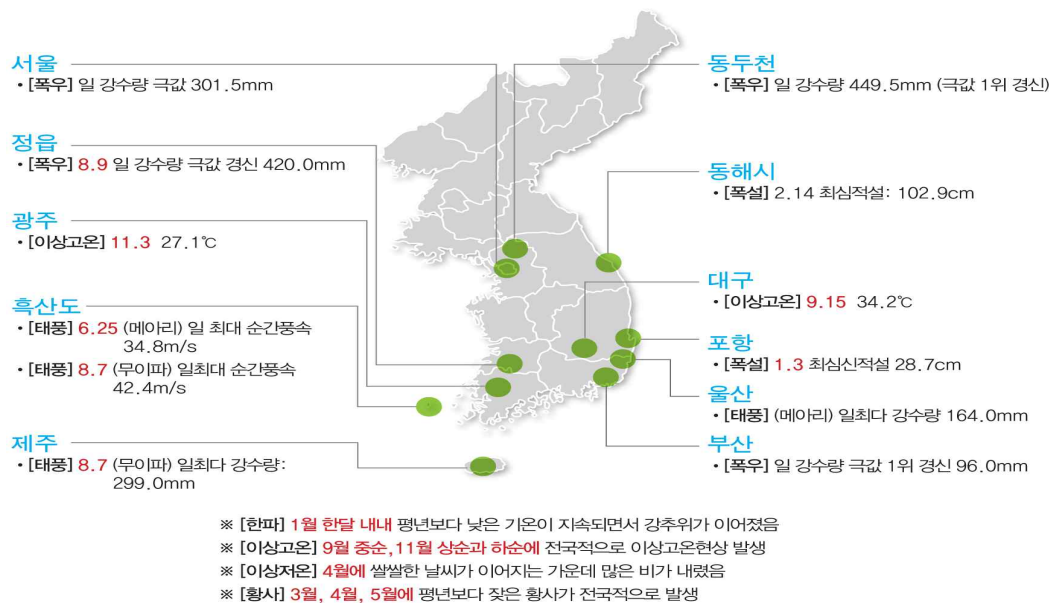 서울
• [폭우] 일 강수량 극값 301.5mm
정읍
• [폭우] 8.9 일 강수량 극값 경신 420.0mm
광주
• [이상고온] 11.3 27.1℃
흑산도
• [태풍] 6.25 (메아리) 일 최대 순간풍속
34.8m/s
• [태풍] 8.7 (무이파) 일최대 순간풍속
42.4m/s
제주
• [태풍] 8.7 (무이파) 일최다 강수량:
299.0mm
동두천
• [폭우] 일 강수량 449.5mm (극값 1위 경신)
동해시
• [폭설] 2.14 최심적설: 102.9cm
대구
• [이상고온] 9.15 34.2℃
포항
• [폭설] 1.3 최심신적설 28.7cm
울산
• [태풍] (메아리) 일최다 강수량 164.0mm
부산
• [폭우] 일 강수량 극값 1위 경신 96.0mm
※ [한파] 1월 한달 내내 평년보다 낮은 기온이 지속되면서 강추위가 이어졌음
※ [이상고온] 9월 중순,11월 상순과 하순에 전국적으로 이상고온현상 발생
※ [이상저온] 4월에 쌀쌀한 날씨가 이어지는 가운데 많은 비가 내렸음
※ [황사] 3월, 4월, 5월에 평년보다 잦은 황사가 전국적으로 발생